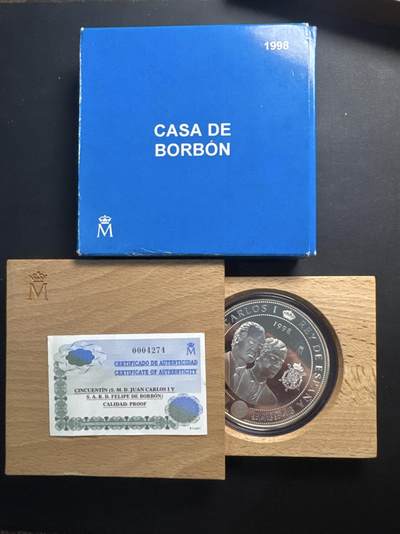 1998
CASA DE
BORBÓN
M
M
0004274
CERTIFICADO DE AUTENTICIDAD
CERTIFICATE OF AUTHENTICITY
CINCUENTÍN (S. M. D. JUAN CARLOS I Y
S. A. R. D. FELIPE DE BORBÓN)
CALIDAD: PROOF
CARLOS I REY DE ESPAÑA
1998